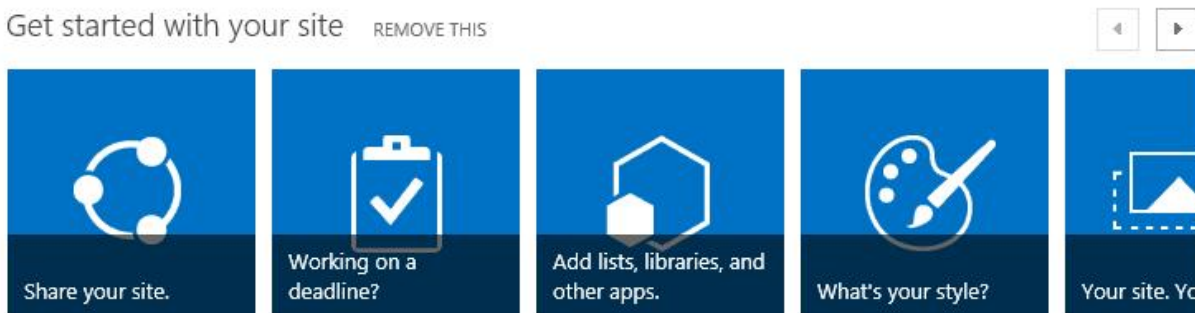 Get started with your site REMOVE THIS
Share your site.
Working on a
deadline?
Add lists, libraries, and
other apps.
What's your style?
Your site.